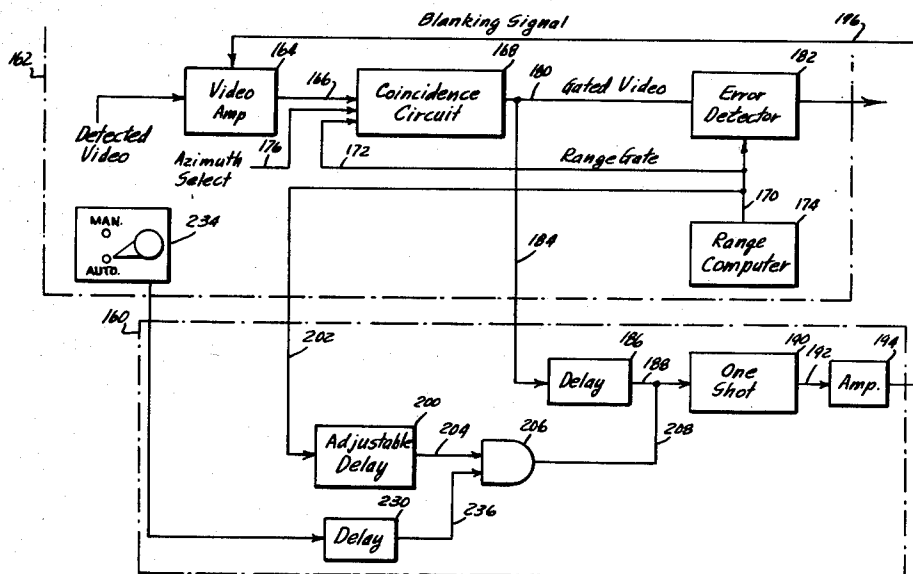 Blanking Signal
196
162
164
168
182
Video
Amp
166
Coincidence
Circuit
180
Gated Video
Error
Detector
Detected
Video
176
Azimuth
Select
172
Range Gate
170
174
Range
Computer
MAN.
AUTO.
234
184
160
202
186
188
190
192
194
Delay
One
Shot
Amp.
200
204
206
208
Adjustable
Delay
230
236
Delay